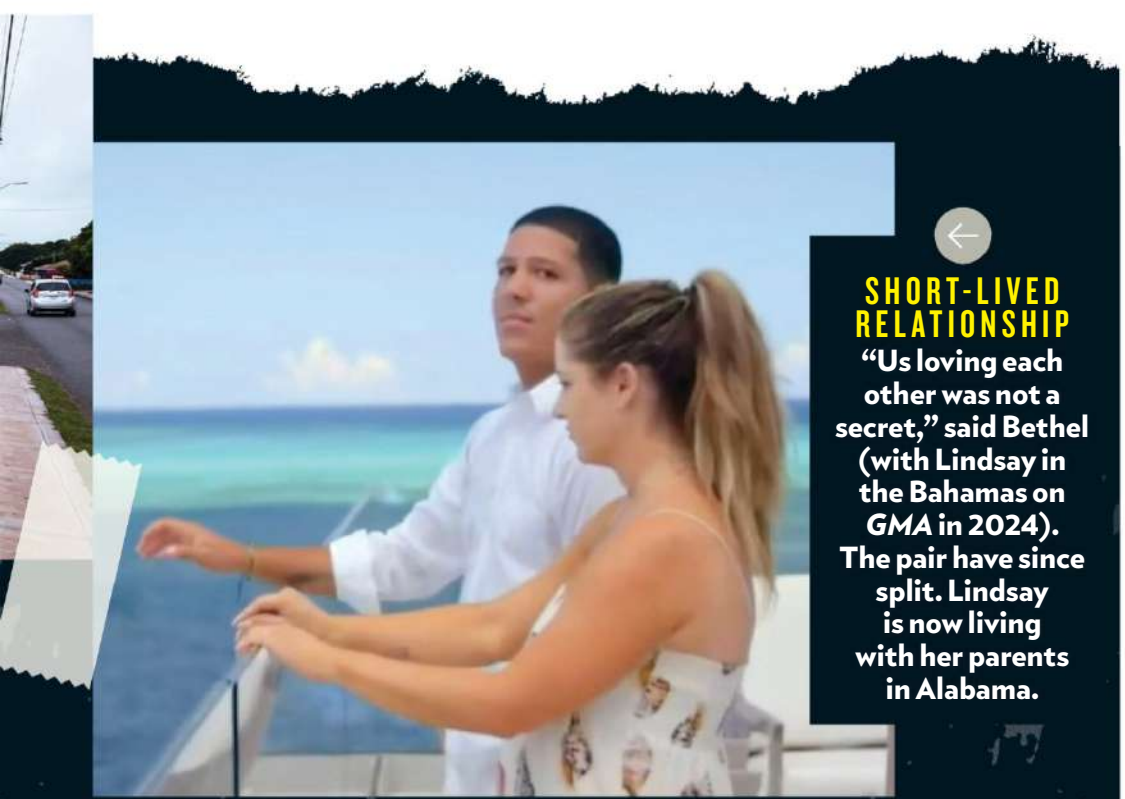 SHORT-LIVED
RELATIONSHIP
“Us loving each
other was not a
secret,” said Bethel
(with Lindsay in
the Bahamas on
GMA in 2024).
The pair have since
split. Lindsay
is now living
with her parents
in Alabama.